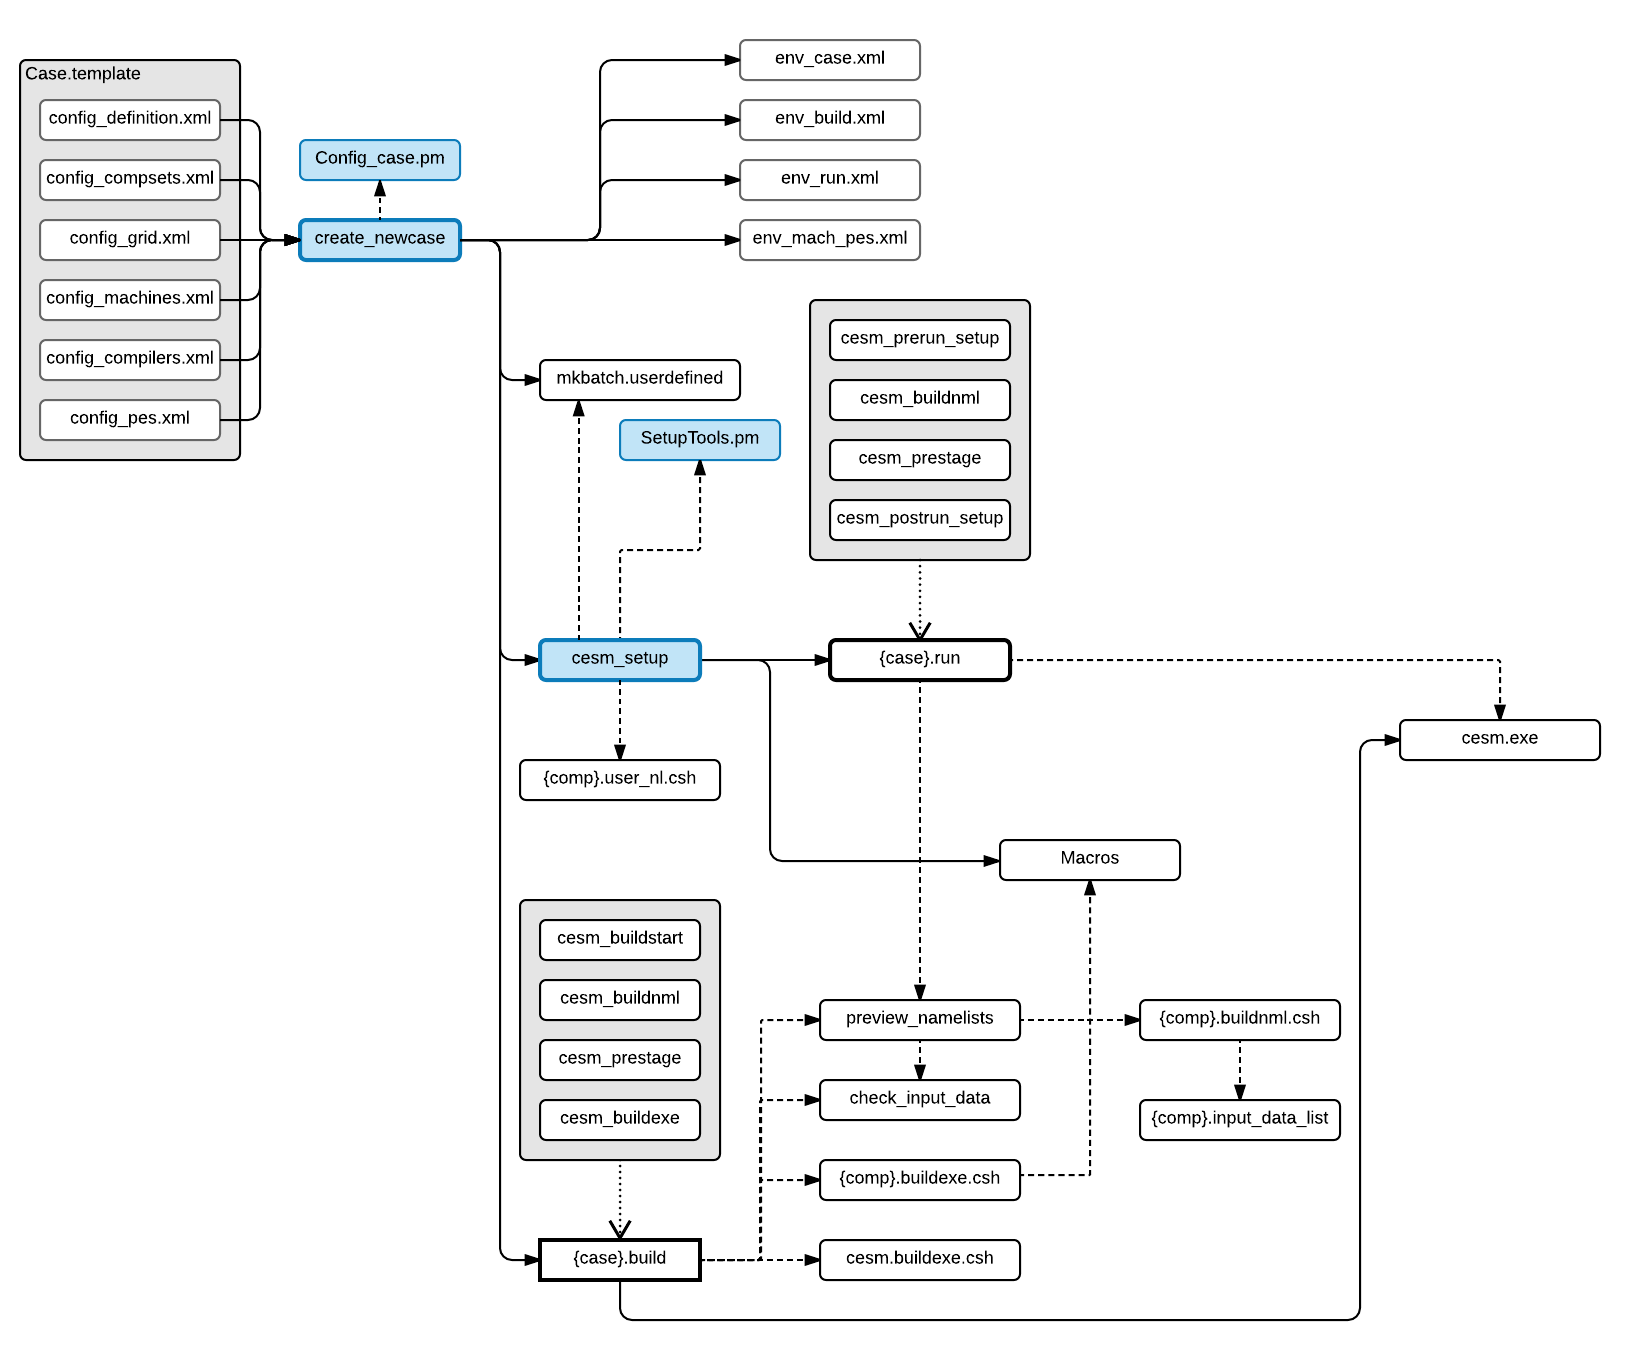 Case.template
config_definition.xml
config_compsets.xml
config_grid.xml
config_machines.xml
config_compilers.xml
config_pes.xml
Config_case.pm
create_newcase
env_case.xml
env_build.xml
env_run.xml
env_mach_pes.xml
mkbatch.userdefined
SetupTools.pm
cesm_prerun_setup
cesm_buildnml
cesm_prestage
cesm_postrun_setup
cesm_setup
{case}.run
cesm.exe
{comp}.user_nl.csh
Macros
cesm_buildstart
cesm_buildnml
cesm_prestage
cesm_buildexe
preview_namelists
{comp}.buildnml.csh
check_input_data
{comp}.input_data_list
{comp}.buildexe.csh
{case}.build
cesm.buildexe.csh